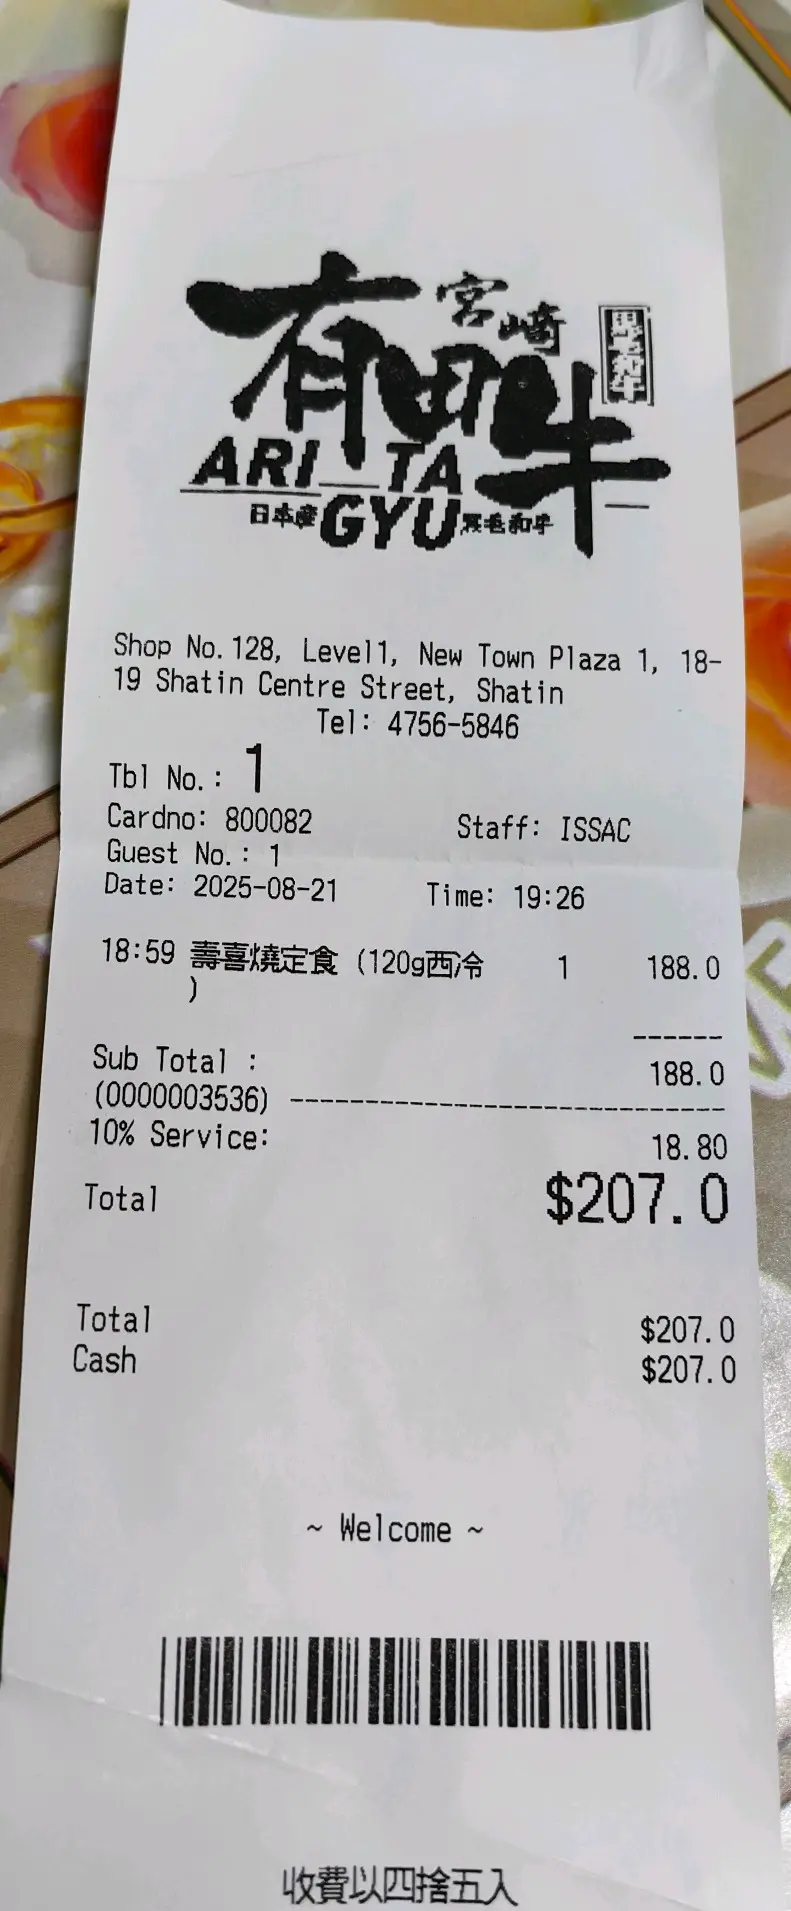 宮崎
有田牛
黒毛和牛
ARITA
日本産 GYU 黒毛和牛
Shop No.128, Level1, New Town Plaza 1, 18-
19 Shatin Centre Street, Shatin
Tel: 4756-5846
Tbl No.: 1
Cardno: 800082 Staff: ISSAC
Guest No.: 1
Date: 2025-08-21 Time: 19:26
18:59 壽喜燒定食 (120g西冷 1 188.0
)
Sub Total : 188.0
(0000003536)
10% Service: 18.80
Total $207.0
Total $207.0
Cash $207.0
~ Welcome ~
收費以四捨五入